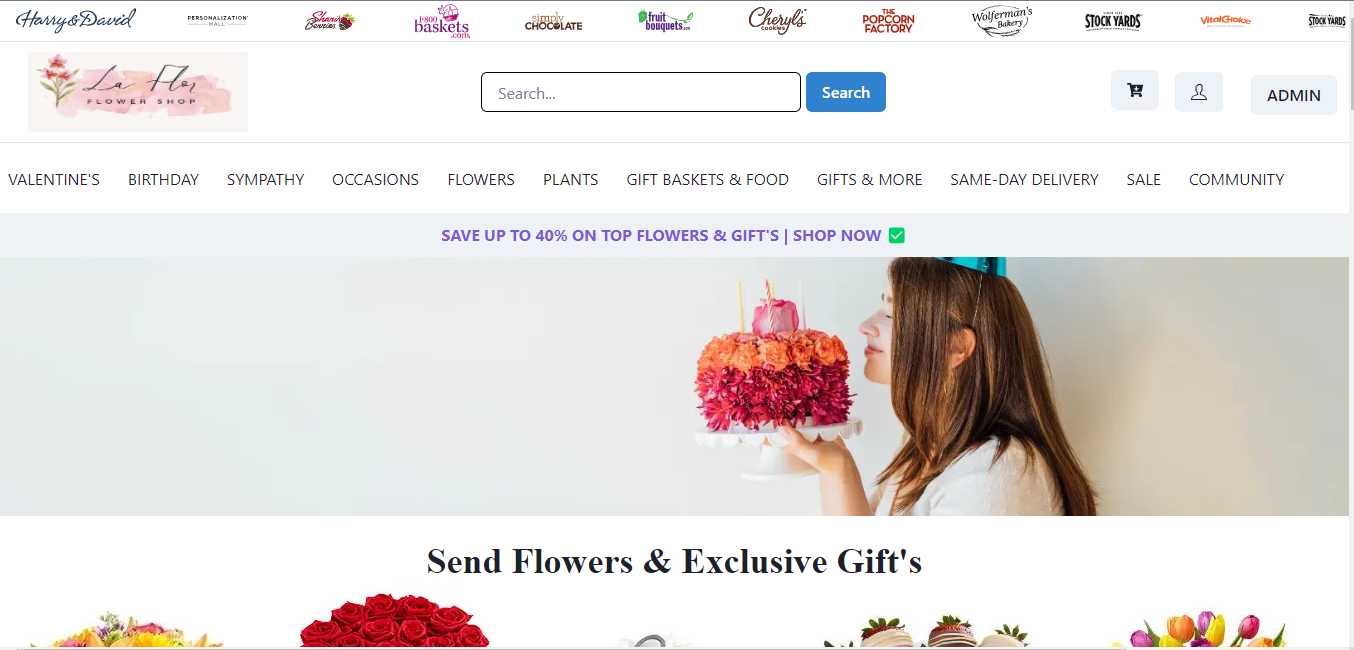 Harry & David
PERSONALIZATION MALL
Shari's Berries
1-800 baskets.com
simply CHOCOLATE
fruit bouquets.com
Cheryl's COOKIES
THE POPCORN FACTORY
Wolferman's Bakery
STOCK YARDS
VitalChoice
STOCK YARDS
La Flor
FLOWER SHOP
Search...
Search
ADMIN
VALENTINE'S BIRTHDAY SYMPATHY OCCASIONS FLOWERS PLANTS GIFT BASKETS & FOOD GIFTS & MORE SAME-DAY DELIVERY SALE COMMUNITY
SAVE UP TO 40% ON TOP FLOWERS & GIFT'S | SHOP NOW ✅
Send Flowers & Exclusive Gift's